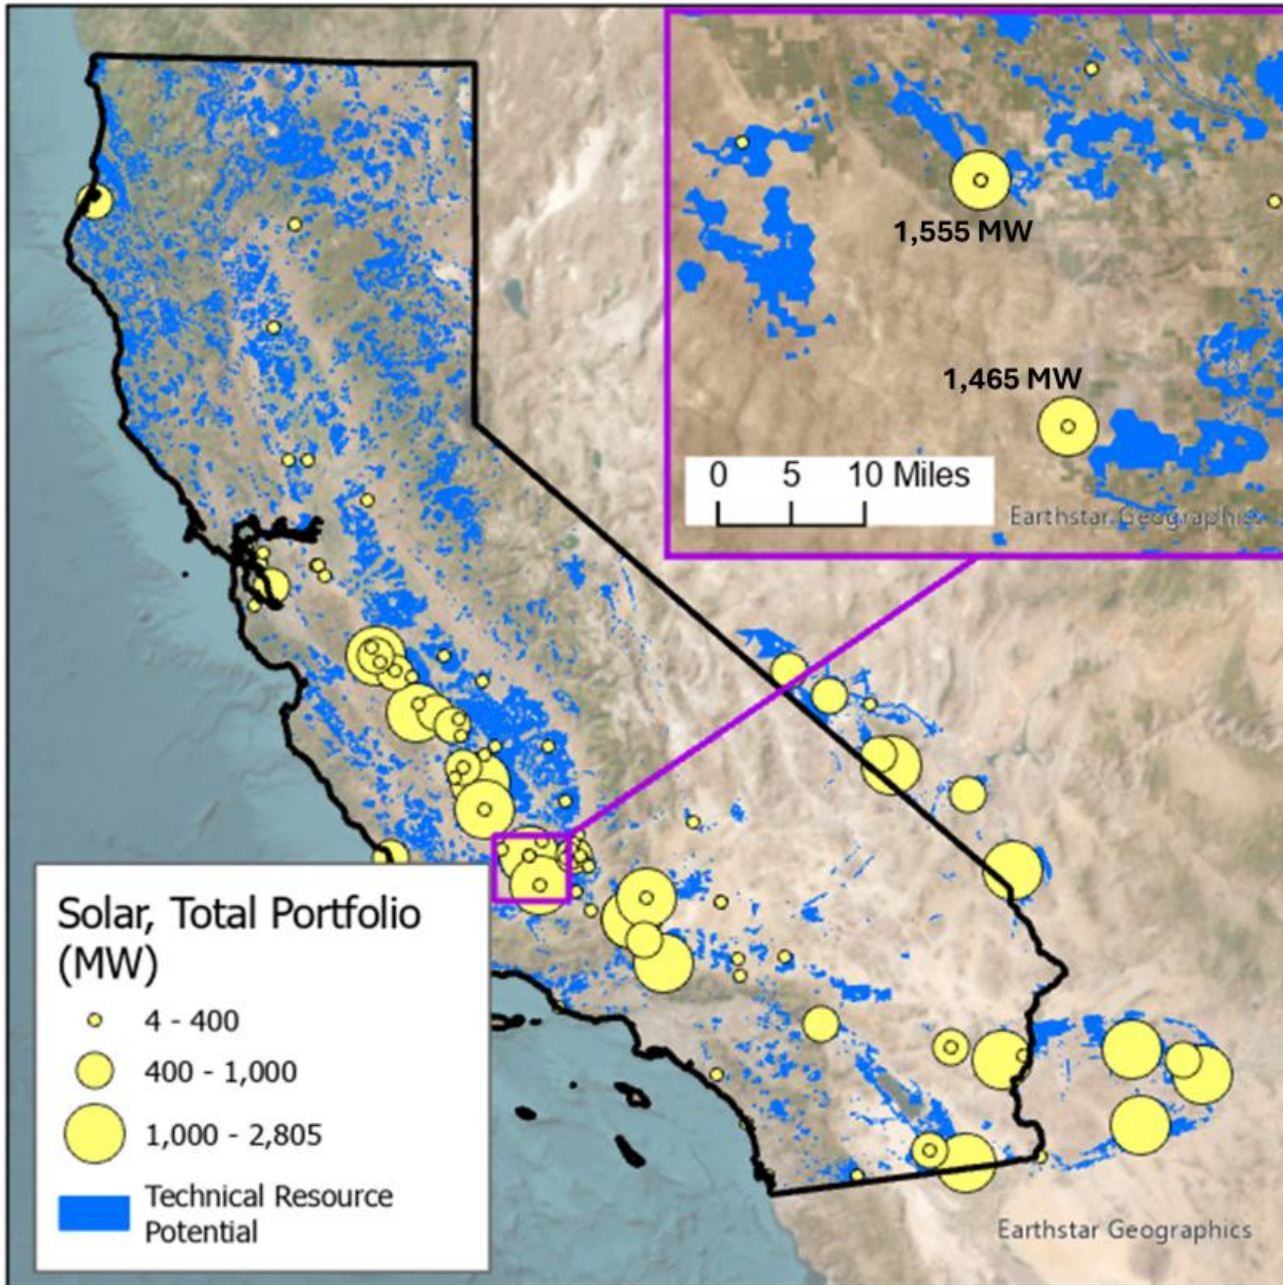 1,555 MW
1,465 MW
0 5 10 Miles
Earthstar Geographics
Solar, Total Portfolio
(MW)
4 - 400
400 - 1,000
1,000 - 2,805
Technical Resource
Potential
Earthstar Geographics